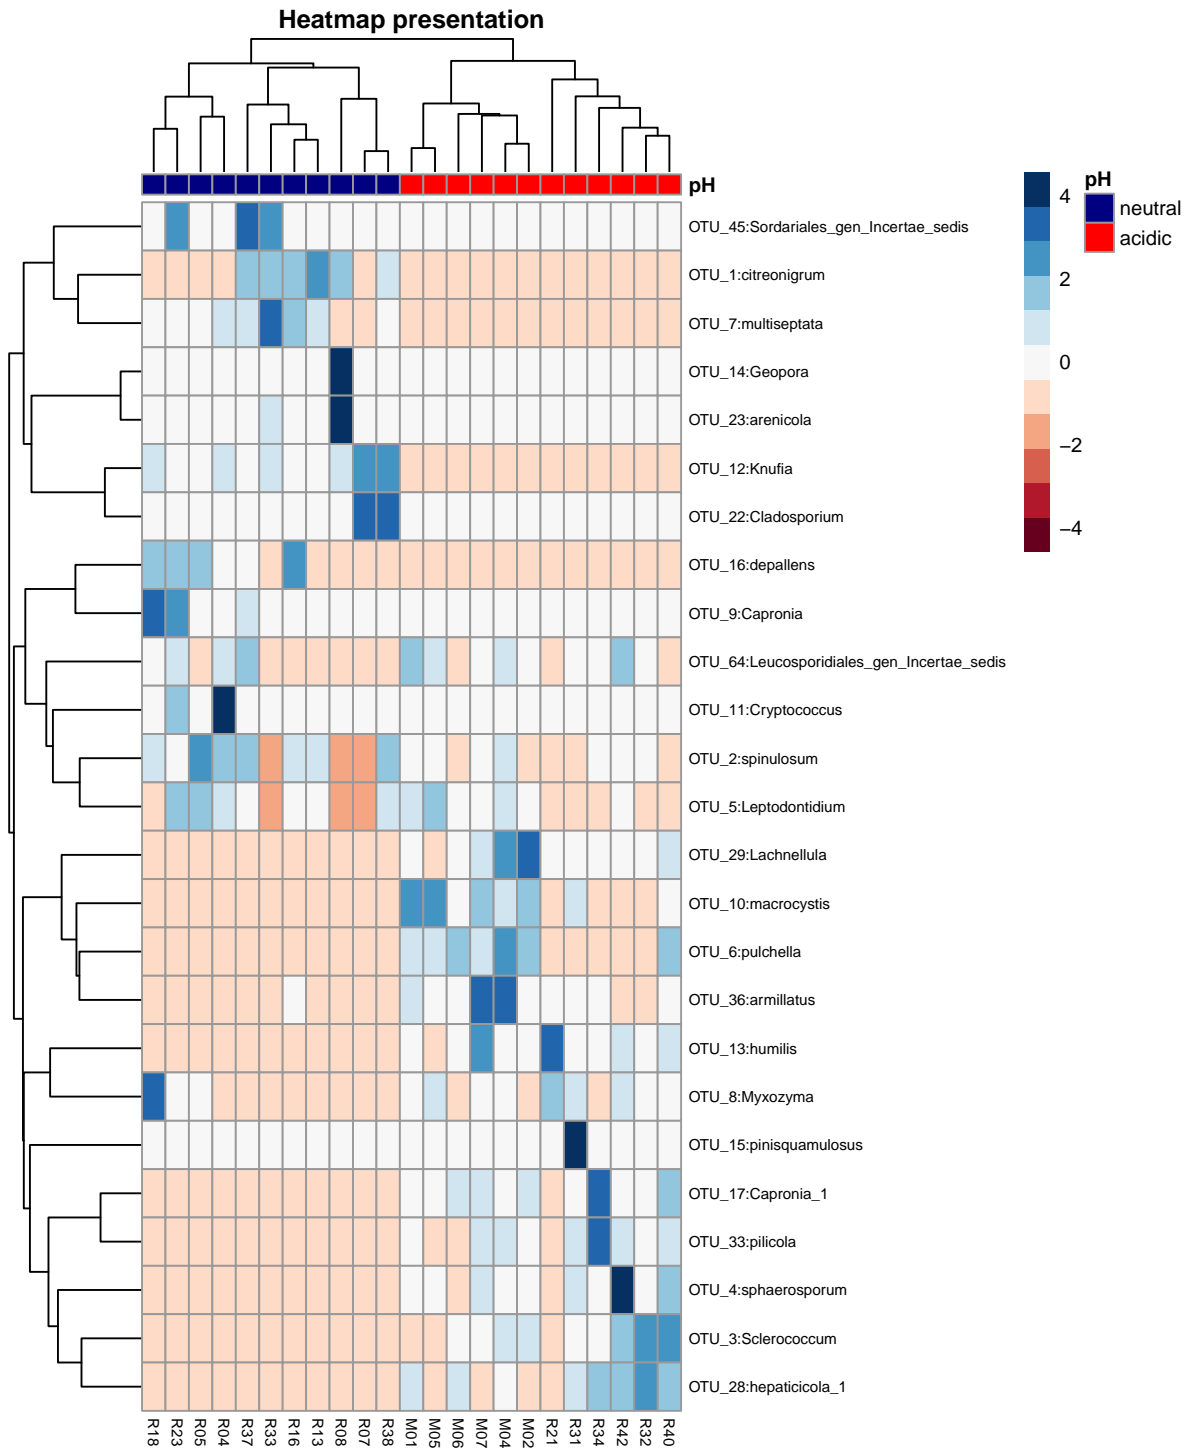 Heatmap presentation
pH
OTU_45:Sordariales_gen_Incertae_sedis
OTU_1:citreonigrum
OTU_7:multiseptata
OTU_14:Geopora
OTU_23:arenicola
OTU_12:Knufia
OTU_22:Cladosporium
OTU_16:depallens
OTU_9:Capronia
OTU_64:Leucosporidiales_gen_Incertae_sedis
OTU_11:Cryptococcus
OTU_2:spinulosum
OTU_5:Leptodontidium
OTU_29:Lachnellula
OTU_10:macrocystis
OTU_6:pulchella
OTU_36:armillatus
OTU_13:humilis
OTU_8:Myxozyma
OTU_15:pinisquamulosus
OTU_17:Capronia_1
OTU_33:pilicola
OTU_4:sphaerosporum
OTU_3:Sclerococcum
OTU_28:hepaticicola_1
R18
R23
R05
R04
R37
R33
R16
R13
R08
R07
R38
M01
M05
M06
M07
M04
M02
R21
R31
R34
R42
R32
R40
4
2
0
−2
−4
pH
neutral
acidic